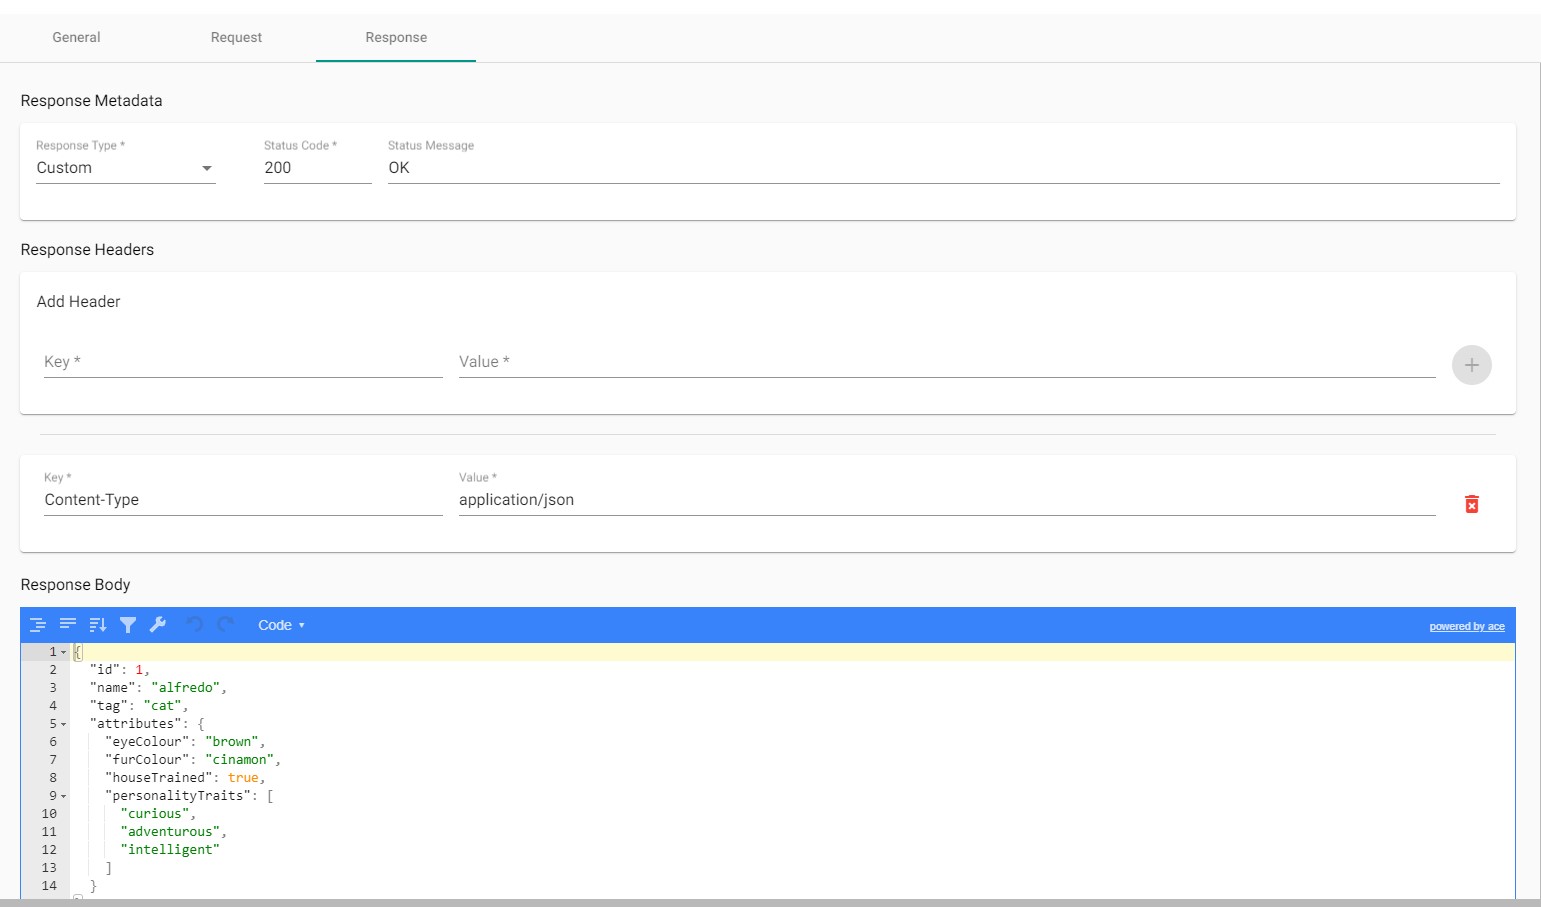 General Request Response
Response Metadata
Response Type * Status Code * Status Message
Custom 200 OK
Response Headers
Add Header
Key * Value *
Key * Value *
Content-Type application/json
Response Body
Code powered by ace
1 {
2 "id": 1,
3 "name": "alfredo",
4 "tag": "cat",
5 "attributes": {
6 "eyeColour": "brown",
7 "furColour": "cinamon",
8 "houseTrained": true,
9 "personalityTraits": [
10 "curious",
11 "adventurous",
12 "intelligent"
13 ]
14 }